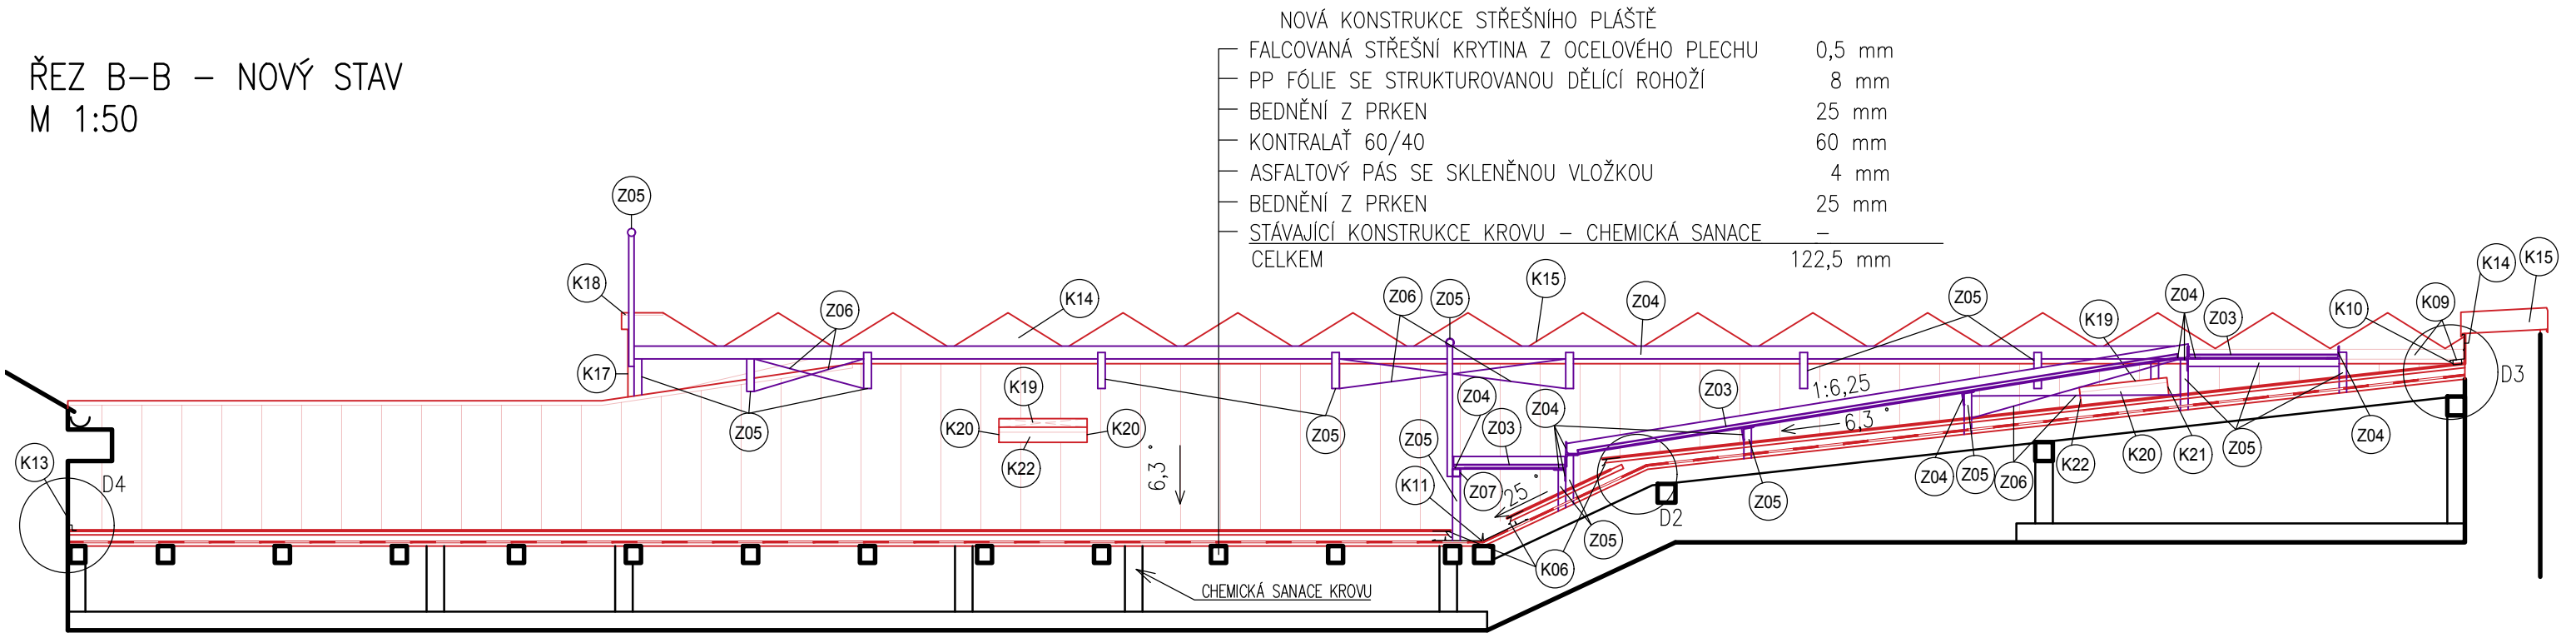 ŘEZ B-B - NOVÝ STAV
M 1:50
NOVÁ KONSTRUKCE STŘEŠNÍHO PLÁŠTĚ
FALCOVANÁ STŘEŠNÍ KRYTINA Z OCELOVÉHO PLECHU 0,5 mm
PP FÓLIE SE STRUKTUROVANOU DĚLÍCÍ ROHOŽÍ 8 mm
BEDNĚNÍ Z PRKEN 25 mm
KONTRALAŤ 60/40 60 mm
ASFALTOVÝ PÁS SE SKLENĚNOU VLOŽKOU 4 mm
BEDNĚNÍ Z PRKEN 25 mm
STÁVAJÍCÍ KONSTRUKCE KROVU - CHEMICKÁ SANACE -
CELKEM 122,5 mm
Z05
K18
Z06
K14
Z06
Z05
K15
Z04
Z05
Z04
Z03
K19
K10
K09
K14
K15
K17
K19
K20
K20
K22
Z05
Z05
Z04
Z03
Z04
Z03
1:6,25
6,3 °
D3
Z04
Z05
K13
D4
6,3 °
Z05
K11
Z07
25 °
Z05
K06
D2
Z05
Z04
Z05
Z06
K22
K20
K21
CHEMICKÁ SANACE KROVU